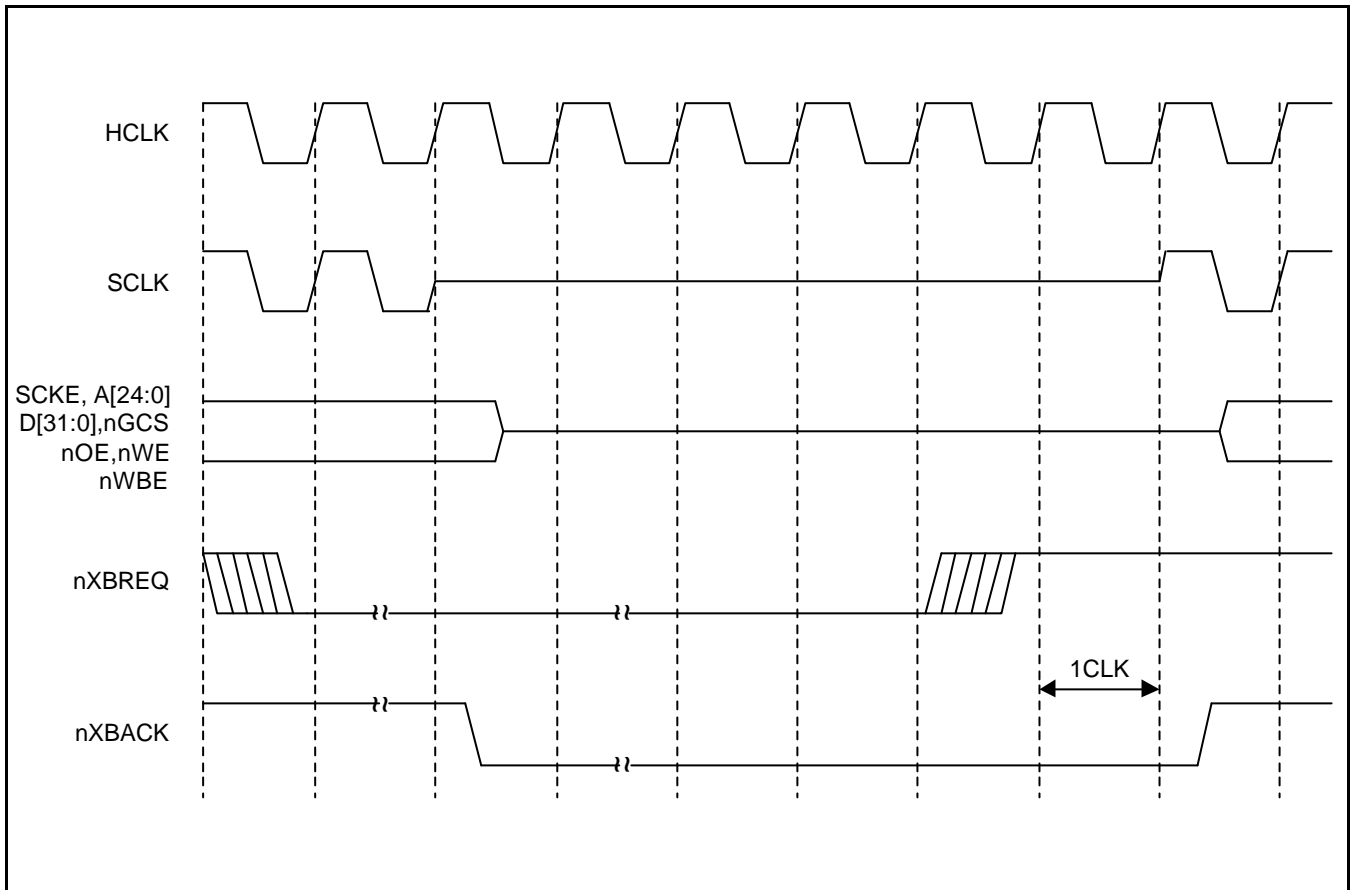 HCLK
SCLK
SCKE, A[24:0]
D[31:0],nGCS
nOE,nWE
nWBE
nXBREQ
1CLK
nXBACK